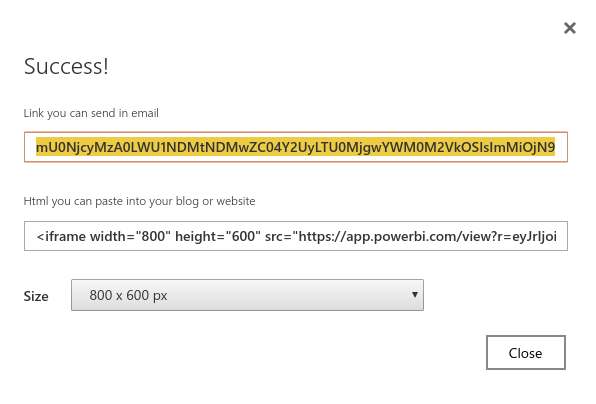 Success!
Link you can send in email
mU0NjcyMzA0LWU1NDMtNDMwZC04Y2UyLTU0MjgwYWM0M2VkOSIsImMiOjN9
Html you can paste into your blog or website
<iframe width="800" height="600" src="https://app.powerbi.com/view?r=eyJrIjoi
Size
800 x 600 px
Close